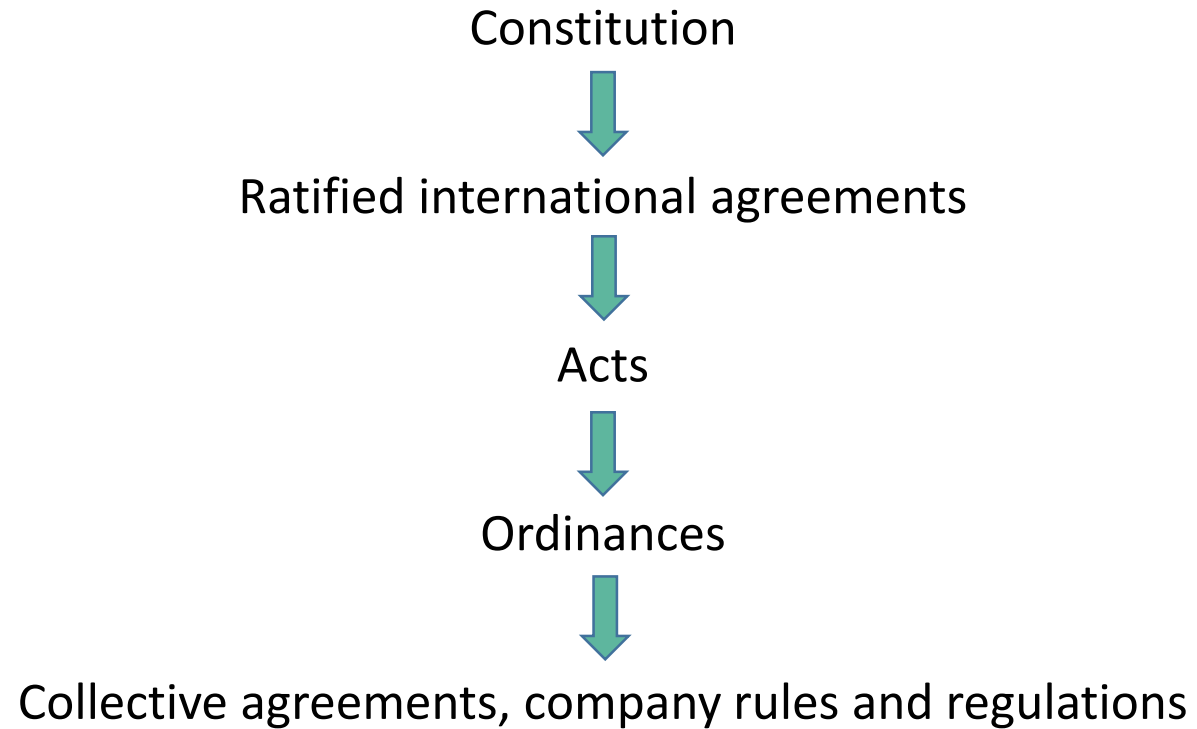 Constitution
Ratified international agreements
Acts
Ordinances
Collective agreements, company rules and regulations